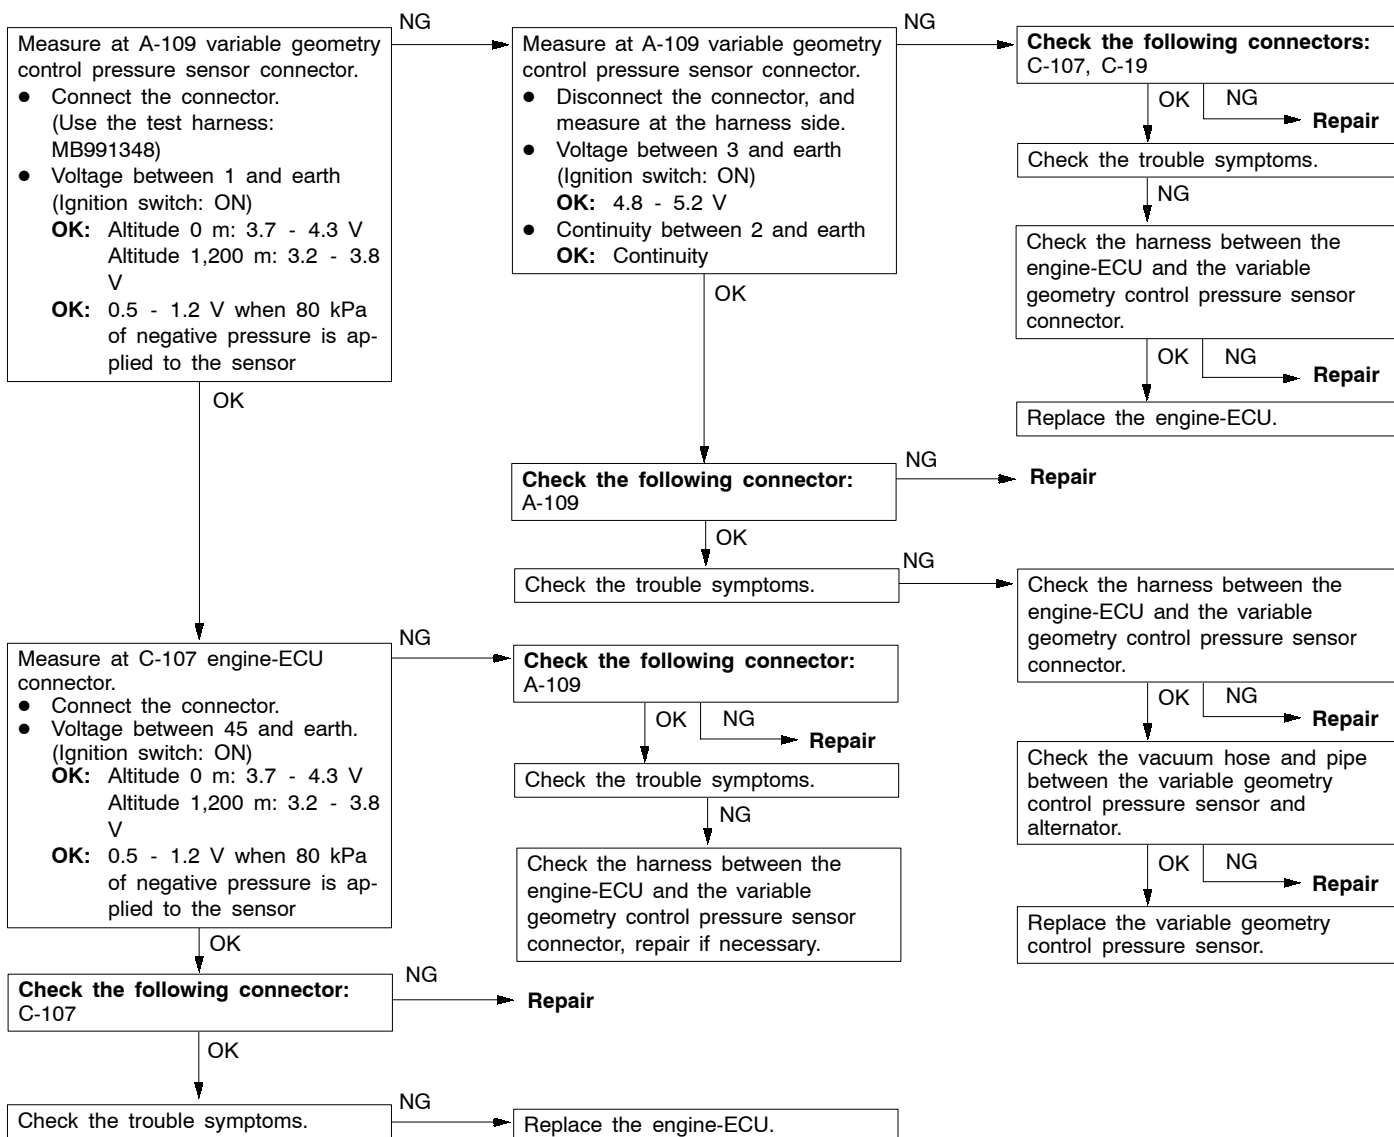 Measure at A-109 variable geometry
control pressure sensor connector.
● Connect the connector.
(Use the test harness:
MB991348)
● Voltage between 1 and earth
(Ignition switch: ON)
OK: Altitude 0 m: 3.7 - 4.3 V
Altitude 1,200 m: 3.2 - 3.8
V
OK: 0.5 - 1.2 V when 80 kPa
of negative pressure is ap-
plied to the sensor
NG
OK
Measure at A-109 variable geometry
control pressure sensor connector.
● Disconnect the connector, and
measure at the harness side.
● Voltage between 3 and earth
(Ignition switch: ON)
OK: 4.8 - 5.2 V
● Continuity between 2 and earth
OK: Continuity
NG
OK
Check the following connectors:
C-107, C-19
OK
NG
Repair
Check the trouble symptoms.
NG
Check the harness between the
engine-ECU and the variable
geometry control pressure sensor
connector.
OK
NG
Repair
Replace the engine-ECU.
Check the following connector:
A-109
NG
Repair
OK
Check the trouble symptoms.
NG
Check the harness between the
engine-ECU and the variable
geometry control pressure sensor
connector.
OK
NG
Repair
Check the vacuum hose and pipe
between the variable geometry
control pressure sensor and
alternator.
OK
NG
Repair
Replace the variable geometry
control pressure sensor.
Measure at C-107 engine-ECU
connector.
● Connect the connector.
● Voltage between 45 and earth.
(Ignition switch: ON)
OK: Altitude 0 m: 3.7 - 4.3 V
Altitude 1,200 m: 3.2 - 3.8
V
OK: 0.5 - 1.2 V when 80 kPa
of negative pressure is ap-
plied to the sensor
NG
OK
Check the following connector:
A-109
OK
NG
Repair
Check the trouble symptoms.
NG
Check the harness between the
engine-ECU and the variable
geometry control pressure sensor
connector, repair if necessary.
Check the following connector:
C-107
NG
Repair
OK
Check the trouble symptoms.
NG
Replace the engine-ECU.